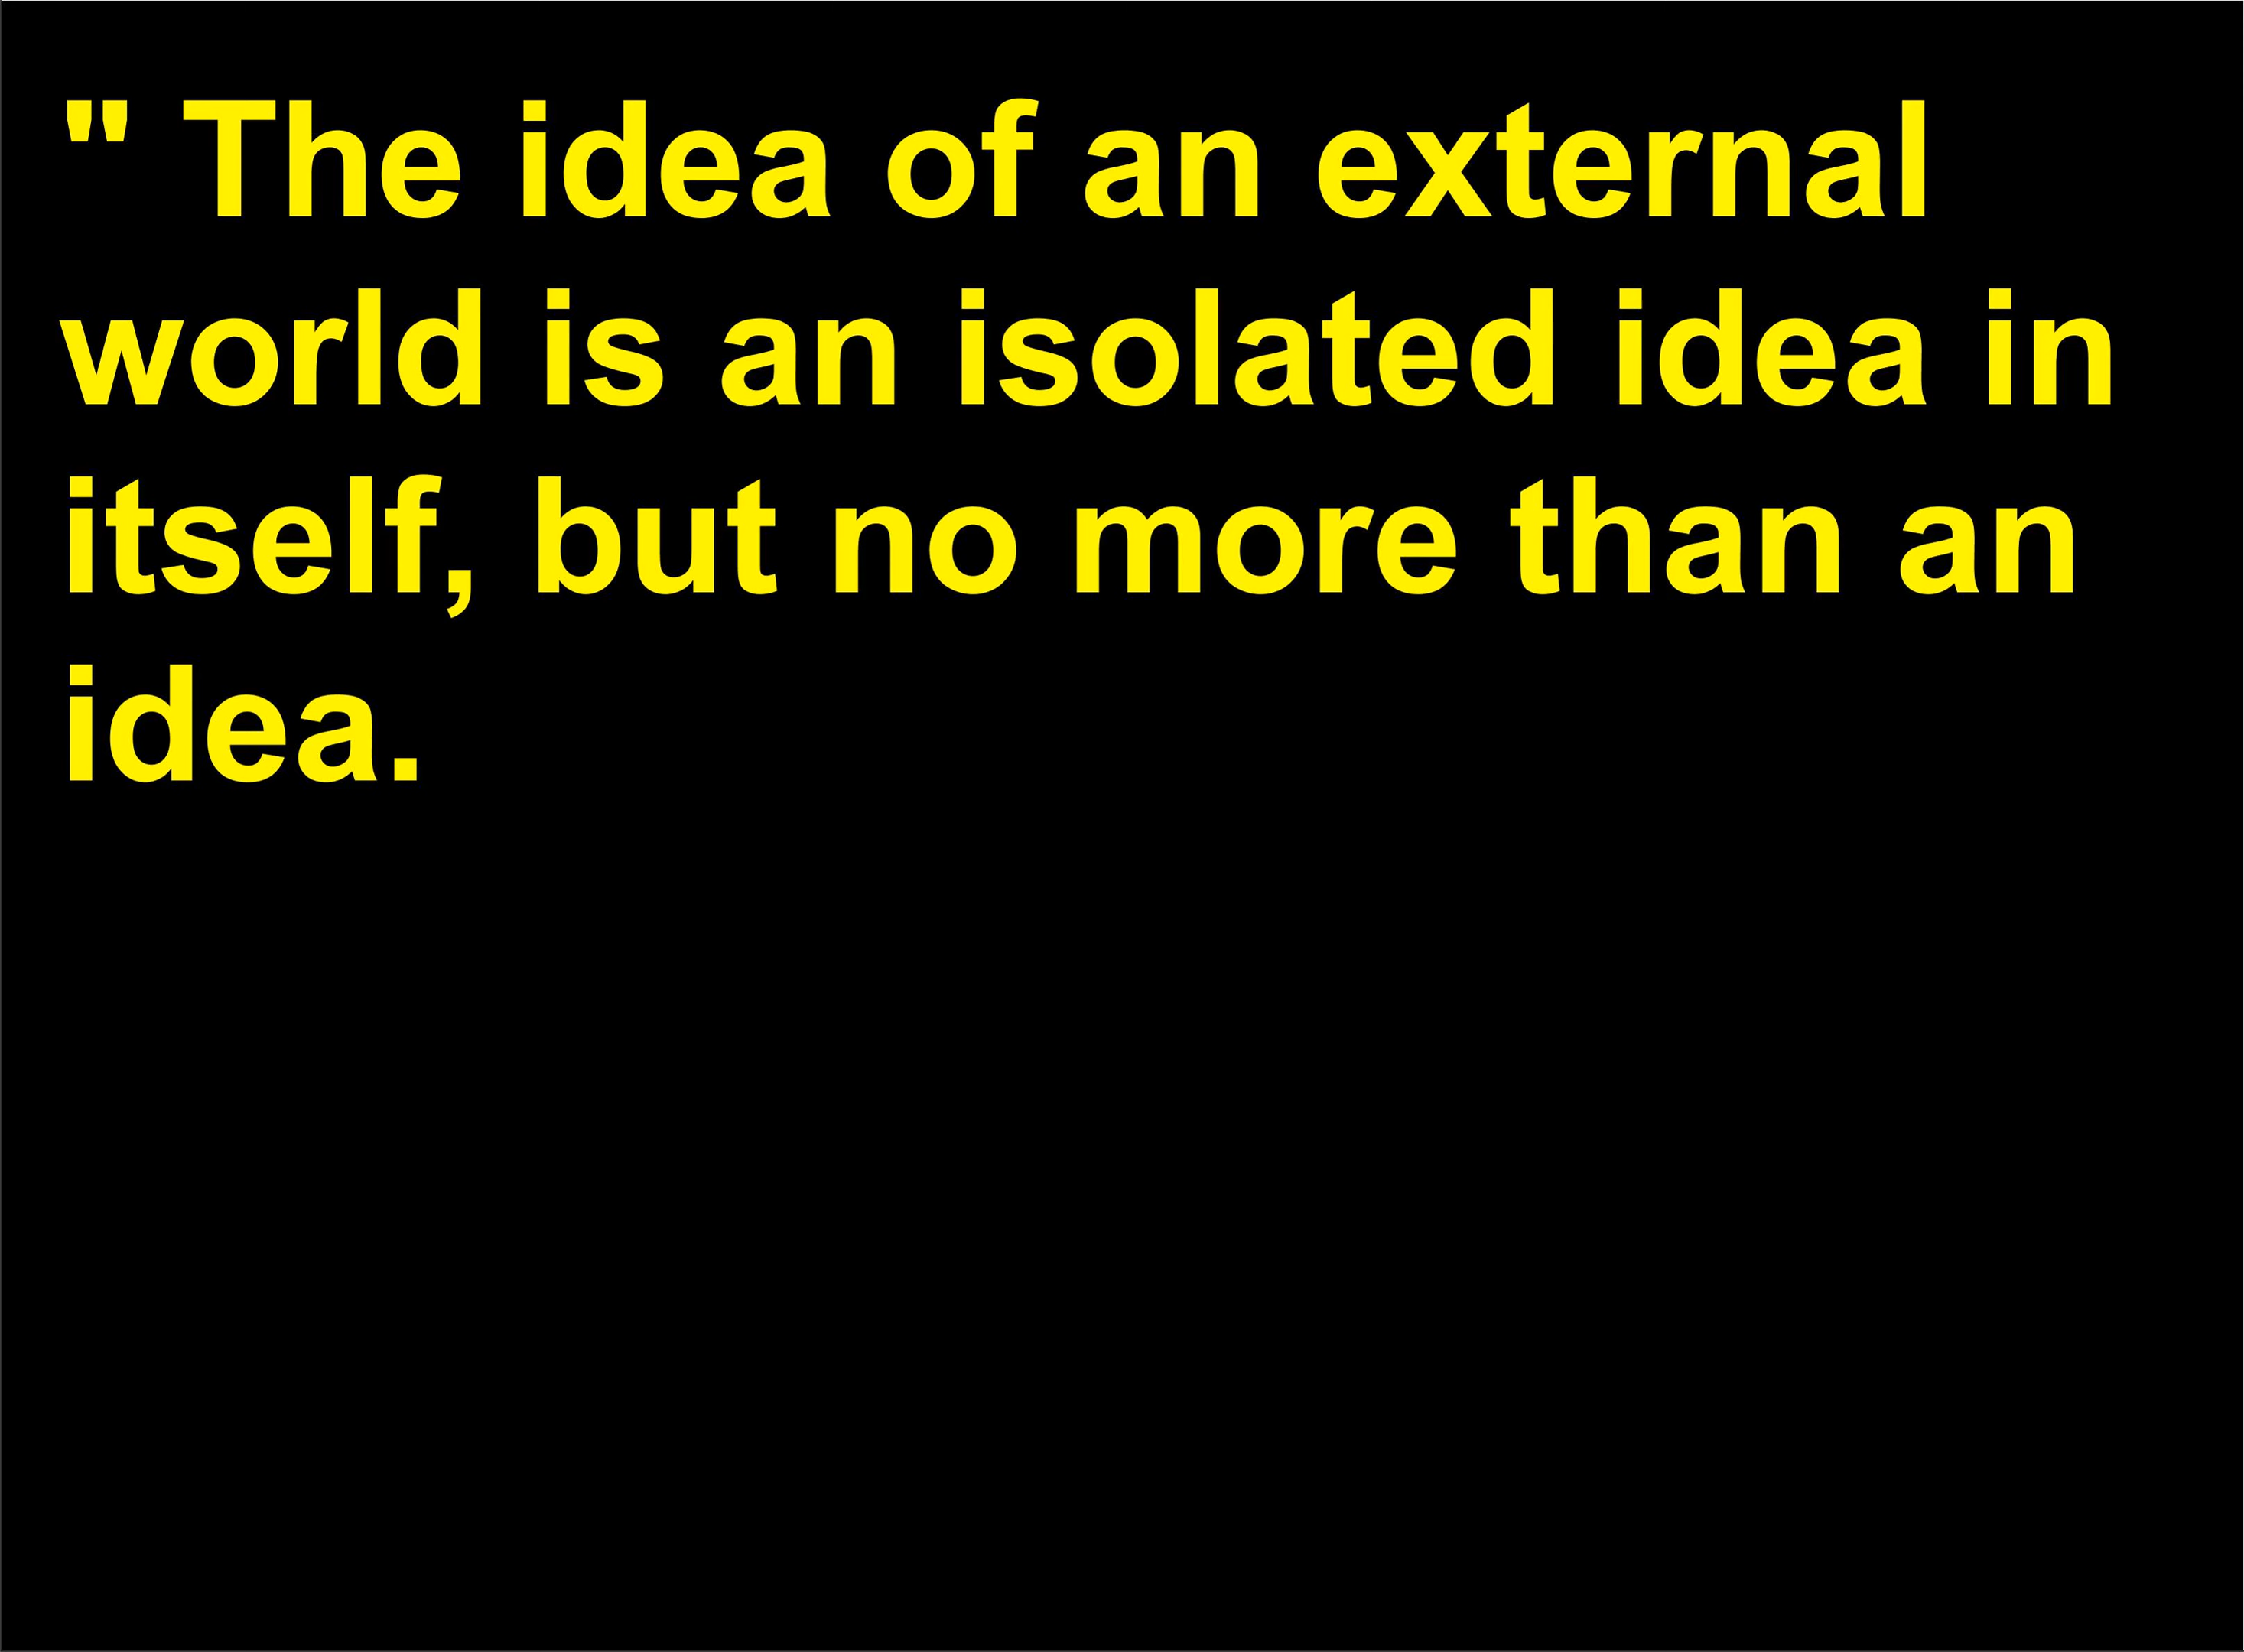 " The idea of an external
world is an isolated idea in
itself, but no more than an
idea.